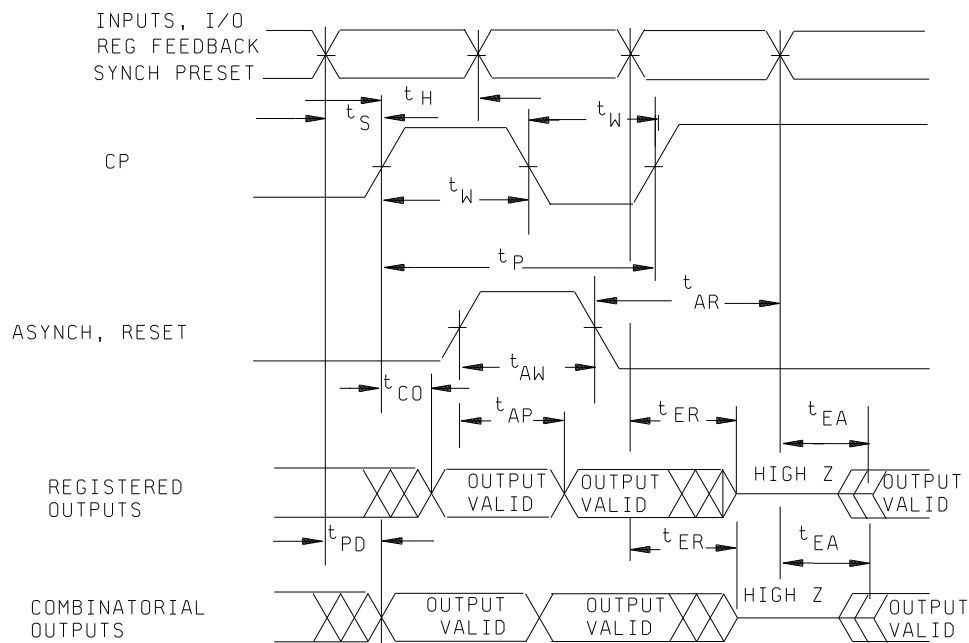 INPUTS, I/O
REG FEEDBACK
SYNCH PRESET
t H
t S
t W
CP
t W
t P
t AR
ASYNCH, RESET
t AW
t CO
t AP
t ER
t EA
HIGH Z
REGISTERED
OUTPUTS
OUTPUT
VALID
OUTPUT
VALID
OUTPUT
VALID
t PD
t ER
t EA
HIGH Z
COMBINATORIAL
OUTPUTS
OUTPUT
VALID
OUTPUT
VALID
OUTPUT
VALID